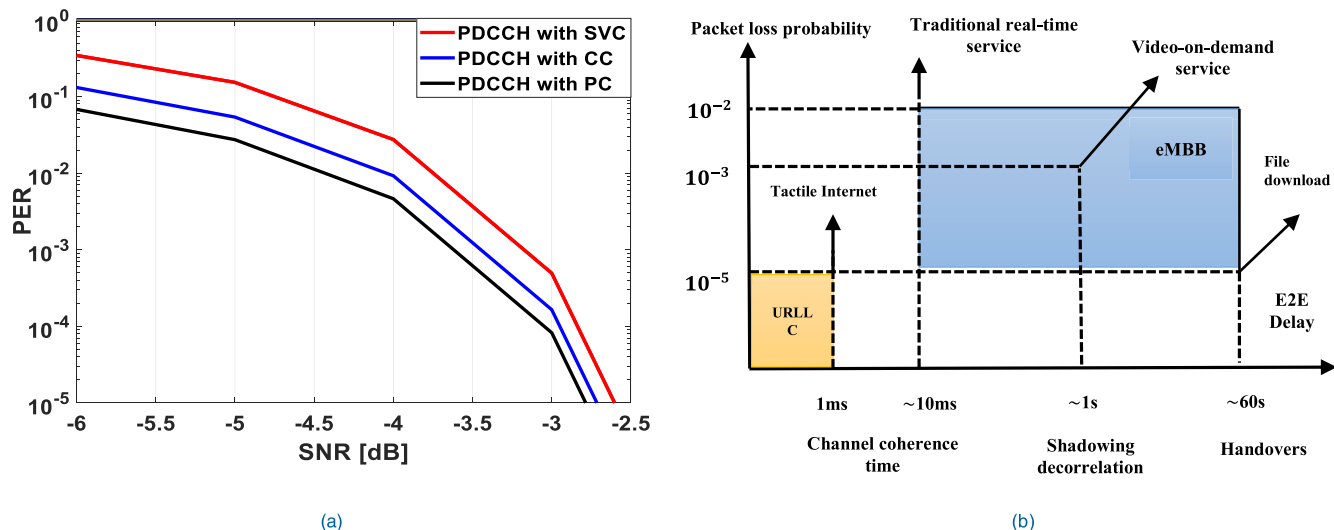 10^0
10^-1
10^-2
10^-3
10^-4
10^-5
PER
PDCCH with SVC
PDCCH with CC
PDCCH with PC
-6
-5.5
-5
-4.5
-4
-3.5
-3
-2.5
SNR [dB]
(a)
Packet loss probability
Traditional real-time
service
Video-on-demand
service
10^-2
10^-3
10^-5
eMBB
File
download
Tactile Internet
URLL
C
E2E
Delay
1ms
~10ms
~1s
~60s
Channel coherence
time
Shadowing
decorrelation
Handovers
(b)